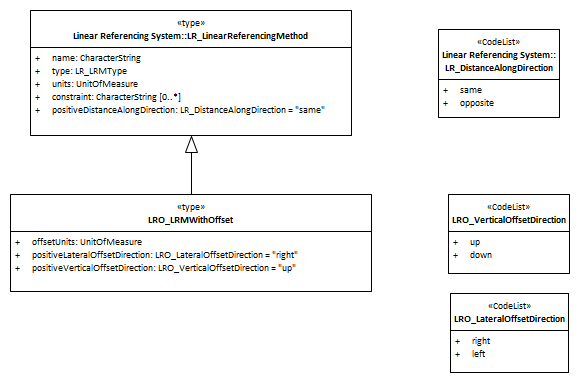 «type»
Linear Referencing System::LR_LinearReferencingMethod
+ name: CharacterString
+ type: LR_LRMType
+ units: UnitOfMeasure
+ constraint: CharacterString [0..*]
+ positiveDistanceAlongDirection: LR_DistanceAlongDirection = "same"
«CodeList»
Linear Referencing System::
LR_DistanceAlongDirection
+ same
+ opposite
«type»
LRO_LRMWithOffset
+ offsetUnits: UnitOfMeasure
+ positiveLateralOffsetDirection: LRO_LateralOffsetDirection = "right"
+ positiveVerticalOffsetDirection: LRO_VerticalOffsetDirection = "up"
«CodeList»
LRO_VerticalOffsetDirection
+ up
+ down
«CodeList»
LRO_LateralOffsetDirection
+ right
+ left